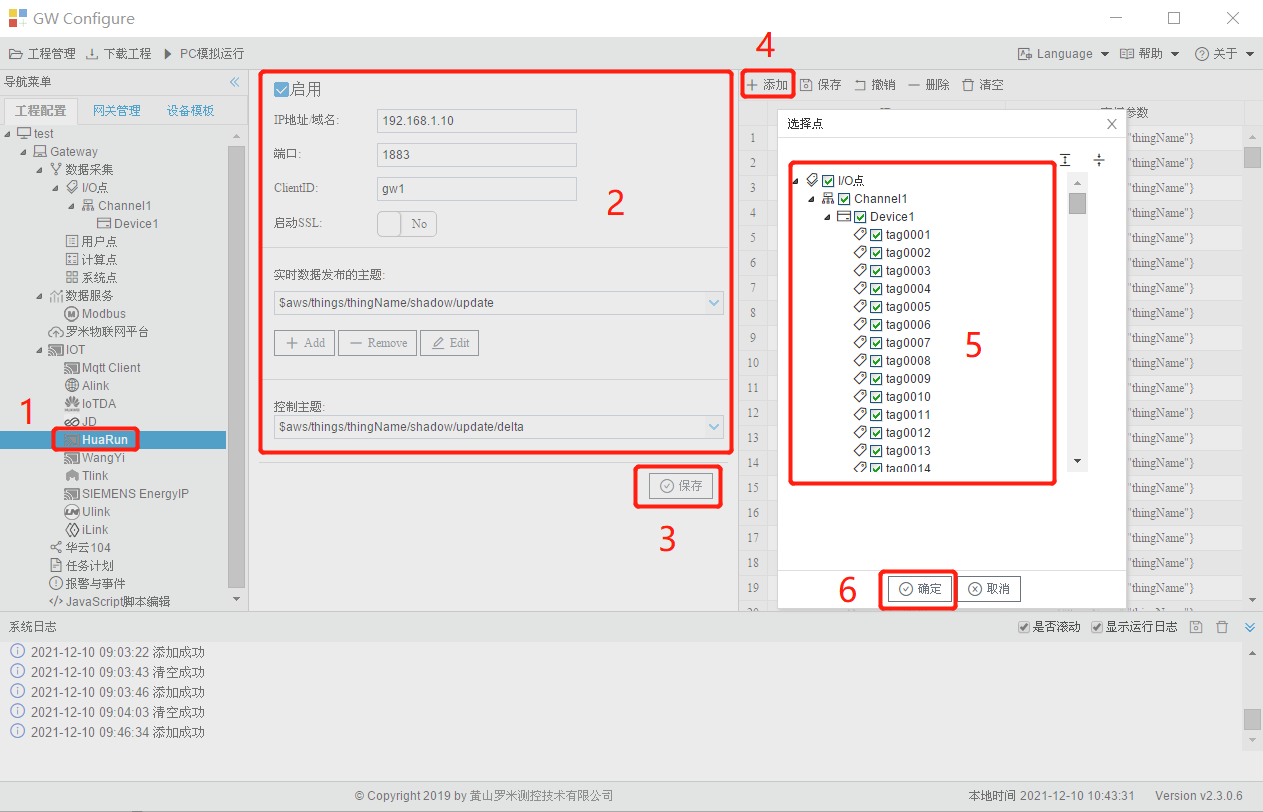 GW Configure
工程管理 下载工程 PC模拟运行 Language 帮助 关于
导航菜单
工程配置 网关管理 设备模板
test
Gateway
数据采集
I/O点
Channel1
Device1
用户点
计算点
系统点
数据服务
Modbus
罗米物联网平台
IOT
Mqtt Client
Alink
IoTDA
JD
1
HuaRun
WangYi
Tlink
SIEMENS EnergyIP
Ulink
iLink
华云104
任务计划
报警与事件
JavaScript脚本编辑
启用
IP地址/域名: 192.168.1.10
端口: 1883
ClientID: gw1
2
启动SSL: No
实时数据发布的主题:
$aws/things/thingName/shadow/update
Add Remove Edit
控制主题:
$aws/things/thingName/shadow/update/delta
保存
3
4
添加 保存 撤销 删除 清空
参数
1 "thingName"}
2 "thingName"}
3 "thingName"}
4 "thingName"}
5 "thingName"}
6 "thingName"}
7 "thingName"}
8 "thingName"}
9 "thingName"}
10 "thingName"}
11 "thingName"}
12 "thingName"}
13 "thingName"}
14 "thingName"}
15 "thingName"}
16 "thingName"}
17 "thingName"}
18 "thingName"}
19 "thingName"}
选择点
I/O点
Channel1
Device1
tag0001
tag0002
tag0003
tag0004
tag0005
tag0006
tag0007
tag0008
tag0009
tag0010
tag0011
tag0012
tag0013
tag0014
5
6
确定 取消
系统日志 是否滚动 显示运行日志
2021-12-10 09:03:22 添加成功
2021-12-10 09:03:43 清空成功
2021-12-10 09:03:46 添加成功
2021-12-10 09:04:03 清空成功
2021-12-10 09:46:34 添加成功
© Copyright 2019 by 黄山罗米测控技术有限公司 本地时间 2021-12-10 10:43:31 Version v2.3.0.6